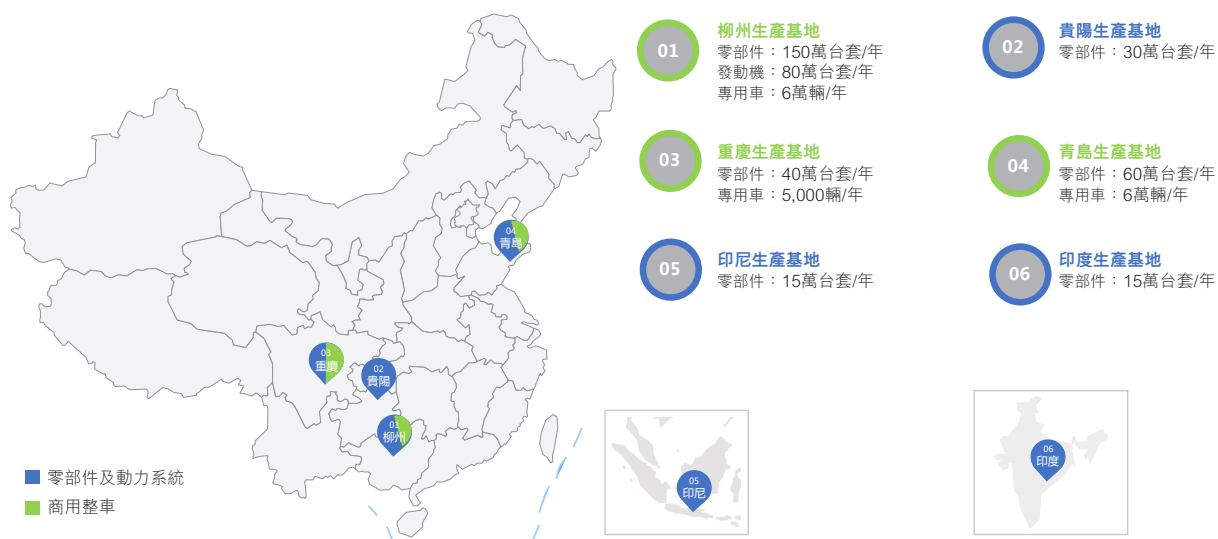 01
柳州生產基地
零部件：150萬台套/年
發動機：80萬台套/年
專用車：6萬輛/年
02
貴陽生產基地
零部件：30萬台套/年
03
重慶生產基地
零部件：40萬台套/年
專用車：5,000輛/年
04
青島生產基地
零部件：60萬台套/年
專用車：6萬輛/年
05
印尼生產基地
零部件：15萬台套/年
06
印度生產基地
零部件：15萬台套/年
04
青島
03
重慶
02
貴陽
01
柳州
05
印尼
06
印度
零部件及動力系統
商用整車